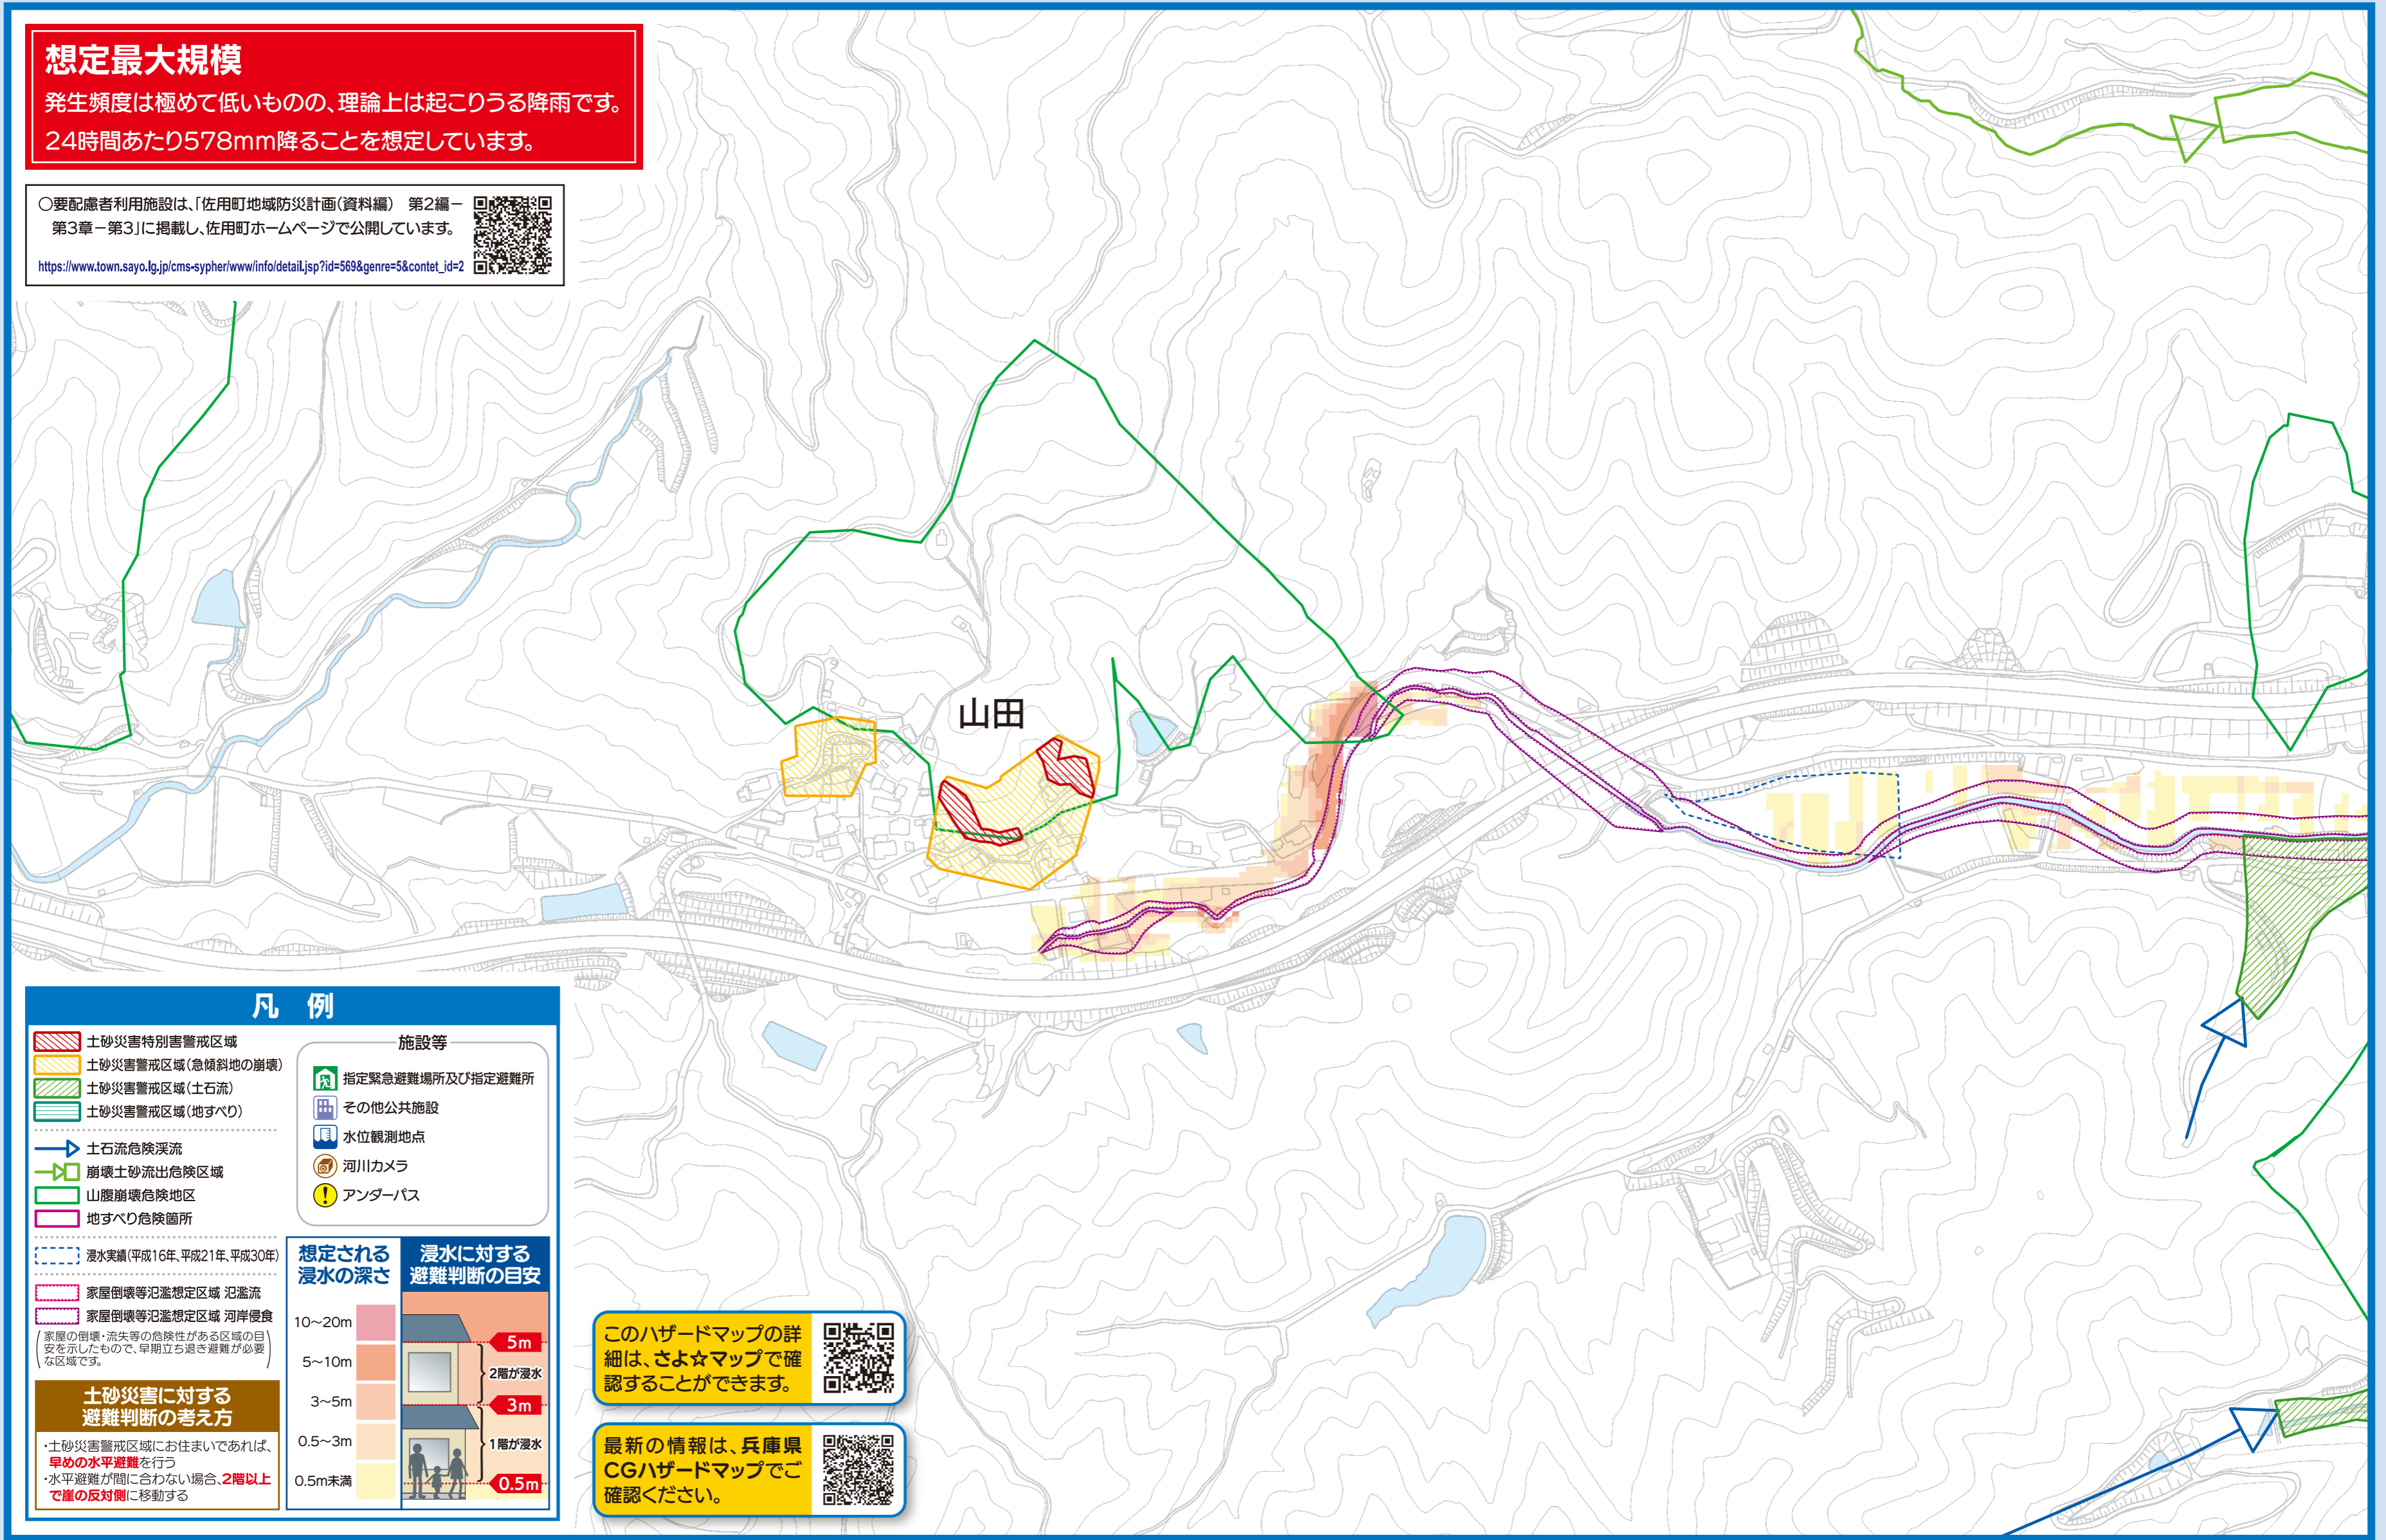 想定最大規模
発生頻度は極めて低いものの、理論上は起こりうる降雨です。
24時間あたり578mm降ることを想定しています。
○要配慮者利用施設は、「佐用町地域防災計画(資料編)　第2編－
第3章－第3」に掲載し、佐用町ホームページで公開しています。
https://www.town.sayo.lg.jp/cms-sypher/www/info/detail.jsp?id=569&genre=5&contet_id=2
山田
凡　例
土砂災害特別害警戒区域
土砂災害警戒区域(急傾斜地の崩壊)
土砂災害警戒区域(土石流)
土砂災害警戒区域(地すべり)
土石流危険渓流
崩壊土砂流出危険区域
山腹崩壊危険地区
地すべり危険箇所
浸水実績(平成16年、平成21年、平成30年)
家屋倒壊等氾濫想定区域 氾濫流
家屋倒壊等氾濫想定区域 河岸侵食
(家屋の倒壊・流失等の危険性がある区域の目
安を示したもので、早期立ち退き避難が必要
な区域です。)
土砂災害に対する
避難判断の考え方
・土砂災害警戒区域にお住まいであれば、
早めの水平避難を行う
・水平避難が間に合わない場合、2階以上
で崖の反対側に移動する
施設等
指定緊急避難場所及び指定避難所
その他公共施設
水位観測地点
河川カメラ
アンダーパス
想定される
浸水の深さ
10～20m
5～10m
3～5m
0.5～3m
0.5m未満
浸水に対する
避難判断の目安
5m
2階が浸水
3m
1階が浸水
0.5m
このハザードマップの詳
細は、さよ☆マップで確
認することができます。
最新の情報は、兵庫県
CGハザードマップでご
確認ください。